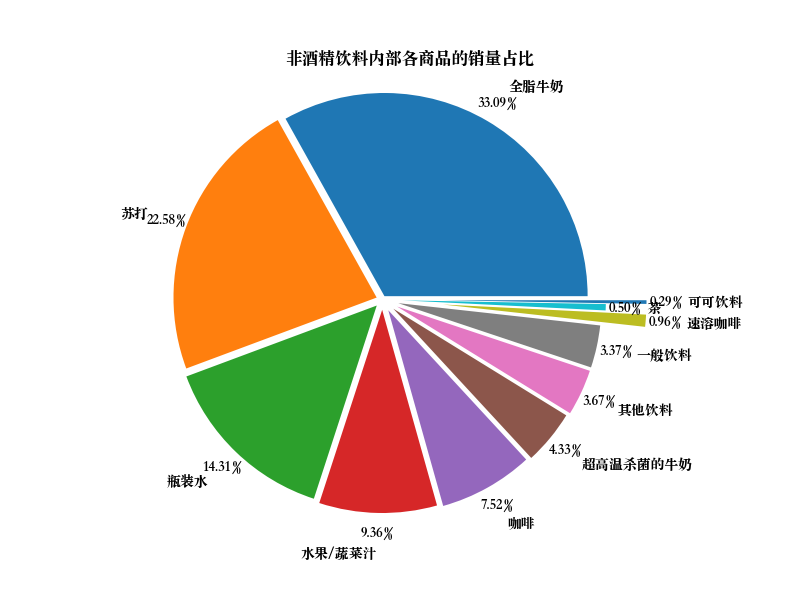 非酒精饮料内部各商品的销量占比
全脂牛奶
33.09%
苏打
22.58%
瓶装水
14.31%
水果/蔬菜汁
9.36%
咖啡
7.52%
超高温杀菌的牛奶
4.33%
其他饮料
3.67%
一般饮料
3.37%
速溶咖啡
0.96%
茶
0.50%
可可饮料
0.29%